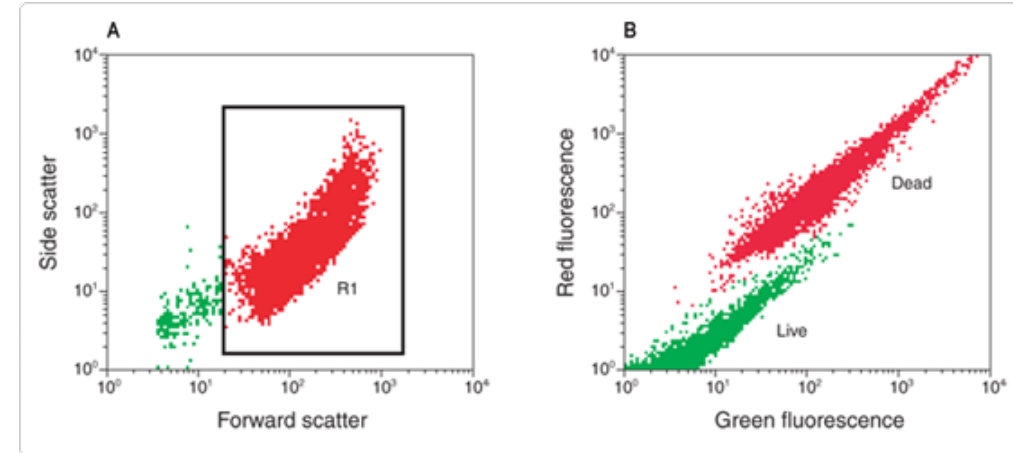 A
Side scatter
10⁴
10³
10²
10¹
10⁰
R1
10⁰ 10¹ 10² 10³ 10⁴
Forward scatter
B
Red fluorescence
10⁴
10³
10²
10¹
10⁰
Dead
Live
10⁰ 10¹ 10² 10³ 10⁴
Green fluorescence